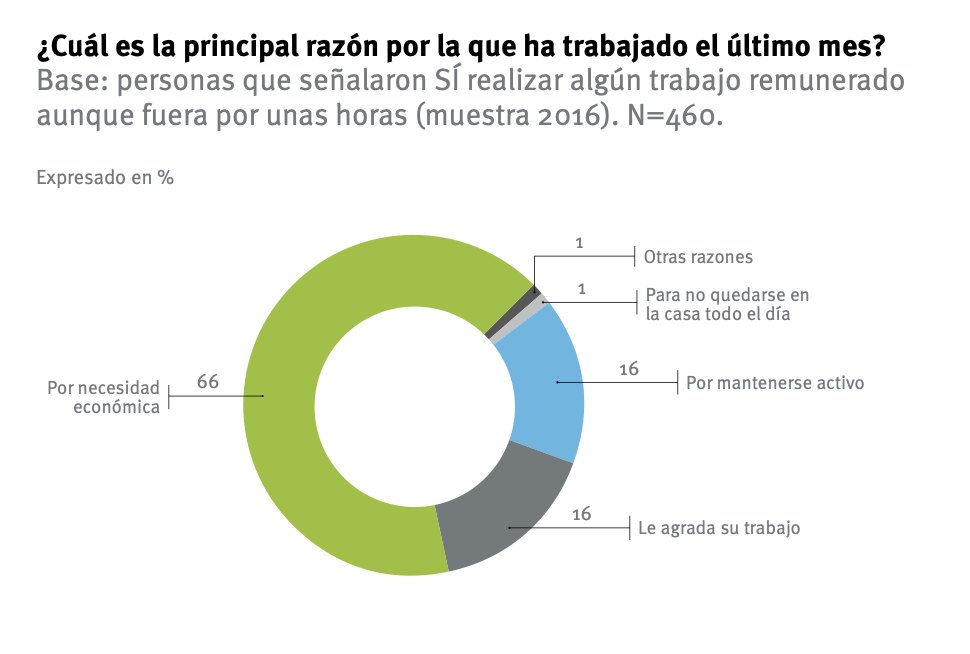 ¿Cuál es la principal razón por la que ha trabajado el último mes?
Base: personas que señalaron SÍ realizar algún trabajo remunerado
aunque fuera por unas horas (muestra 2016). N=460.
Expresado en %
1
Otras razones
1
Para no quedarse en
la casa todo el día
16
Por mantenerse activo
66
Por necesidad
económica
16
Le agrada su trabajo